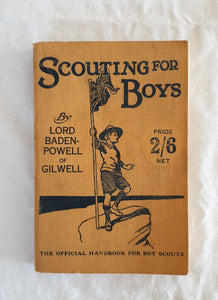 SCOUTING FOR
BOYS
By
LORD
BADEN-
POWELL
OF
GILWELL
PRICE
2/6
NET
THE OFFICIAL HANDBOOK FOR BOY SCOUTS